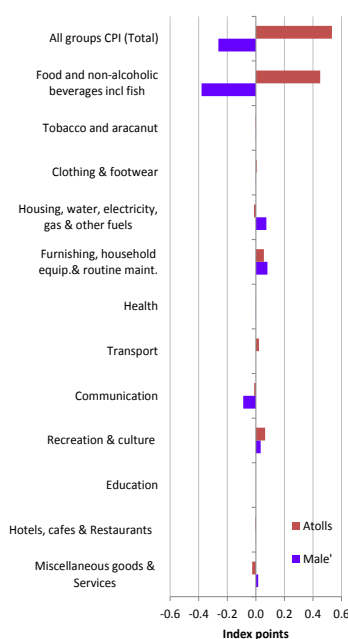 All groups CPI (Total)
Food and non-alcoholic
beverages incl fish
Tobacco and aracanut
Clothing & footwear
Housing, water, electricity,
gas & other fuels
Furnishing, household
equip.& routine maint.
Health
Transport
Communication
Recreation & culture
Education
Hotels, cafes & Restaurants
Miscellaneous goods &
Services
Atolls
Male'
-0.6 -0.4 -0.2 0.0 0.2 0.4 0.6
Index points